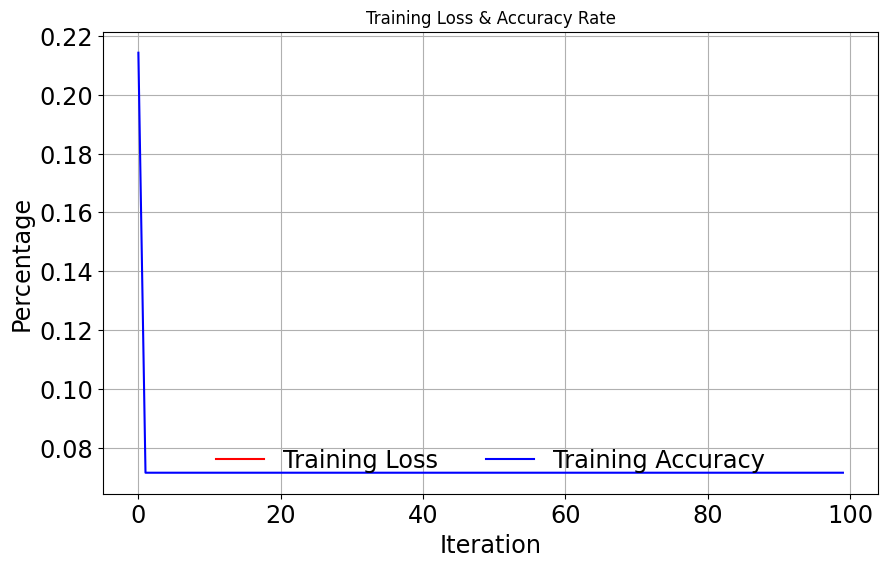 Training Loss & Accuracy Rate
0.22
0.20
0.18
0.16
0.14
0.12
0.10
0.08
Percentage
Training Loss Training Accuracy
0 20 40 60 80 100
Iteration